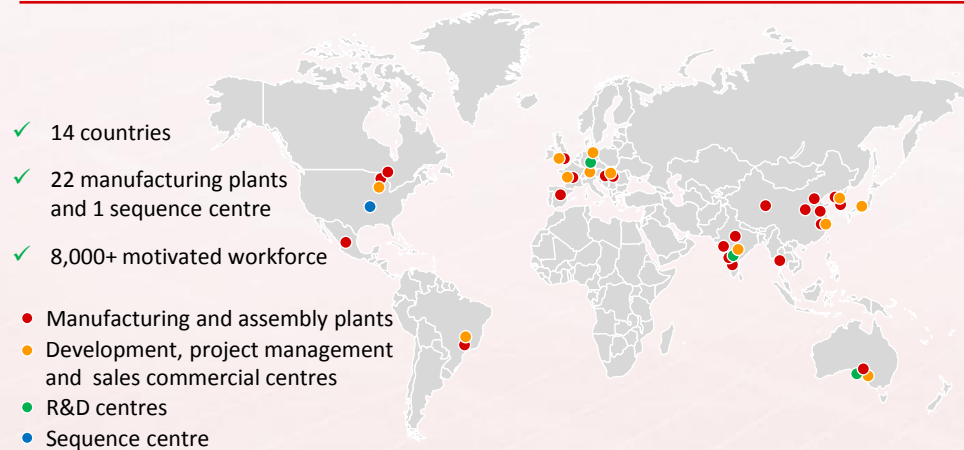 14 countries
22 manufacturing plants
and 1 sequence centre
8,000+ motivated workforce
Manufacturing and assembly plants
Development, project management
and sales commercial centres
R&D centres
Sequence centre